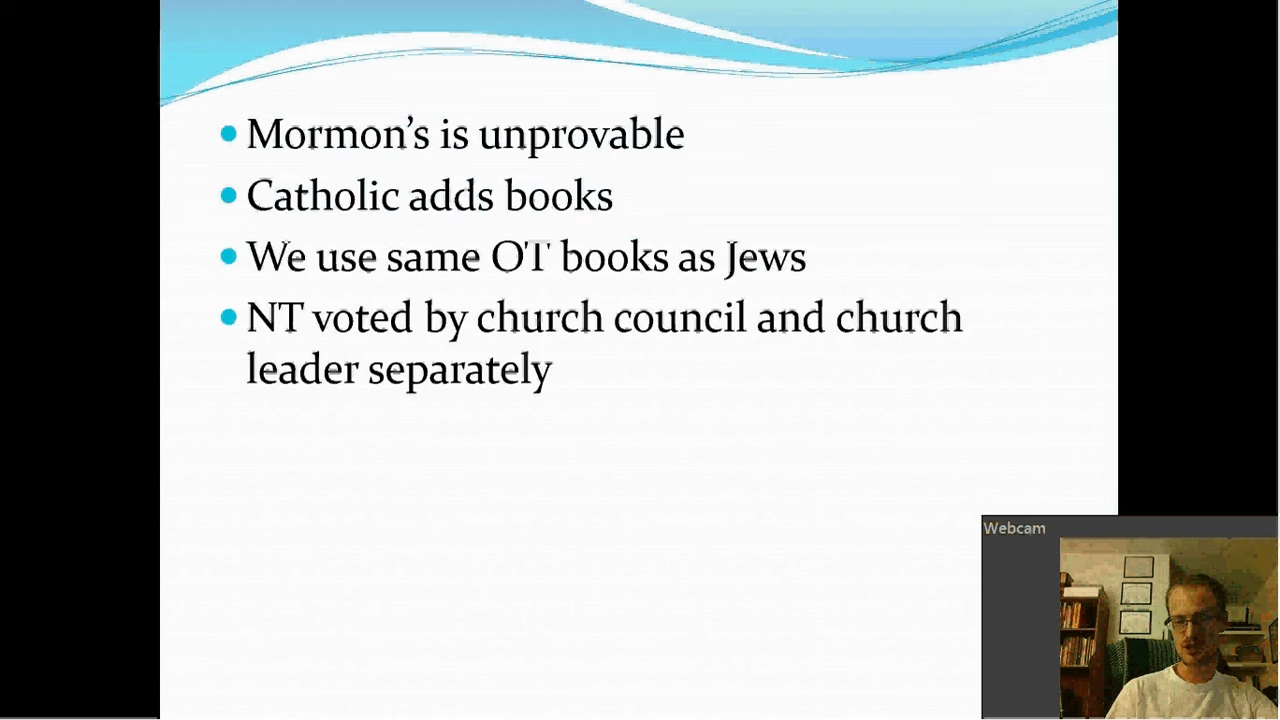 Mormon's is unprovable
Catholic adds books
We use same OT books as Jews
NT voted by church council and church
leader separately
Webcam